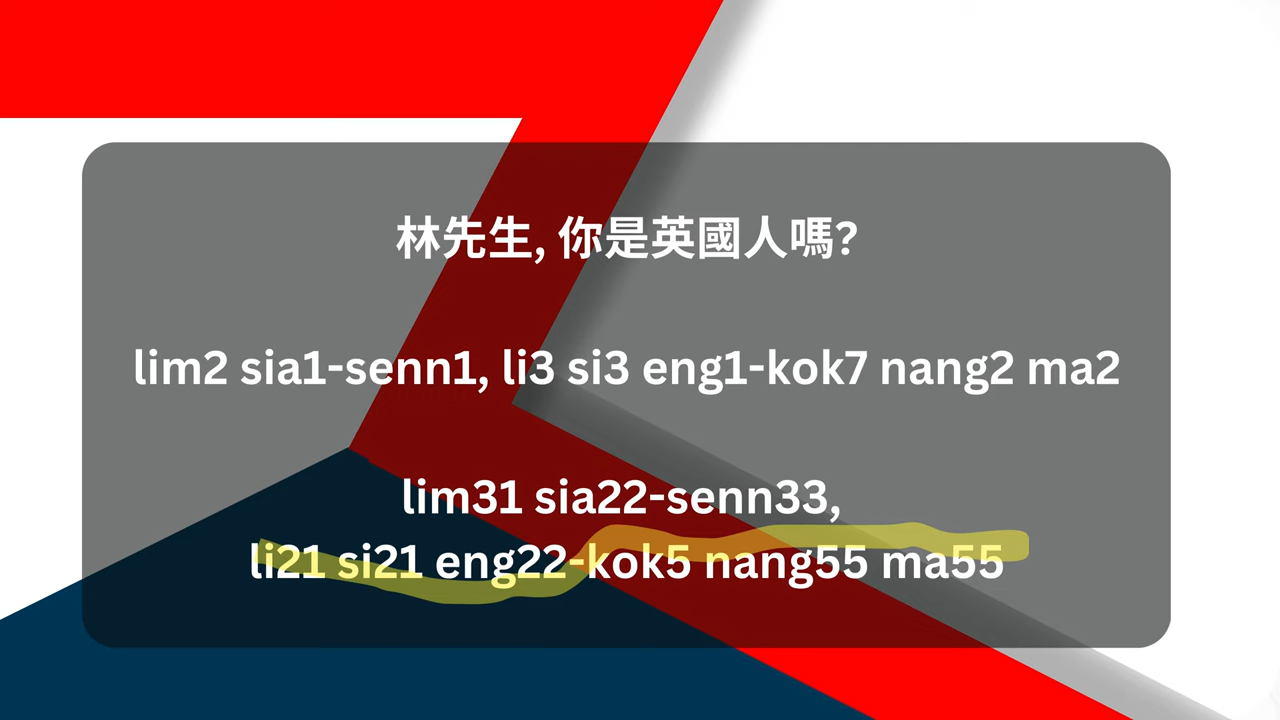 林先生, 你是英國人嗎?
lim2 sia1-senn1, li3 si3 eng1-kok7 nang2 ma2
lim31 sia22-senn33,
li21 si21 eng22-kok5 nang55 ma55